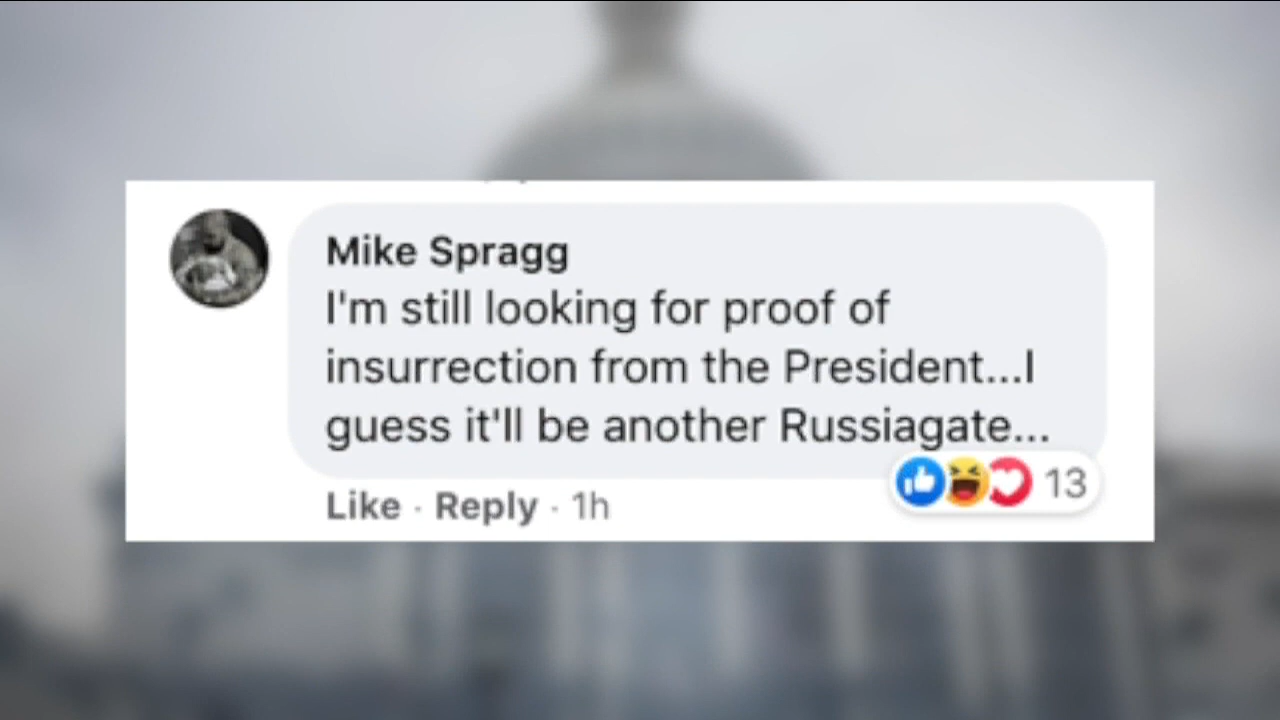 Mike Spragg
I'm still looking for proof of
insurrection from the President...I
guess it'll be another Russiagate...
Like · Reply · 1h
13